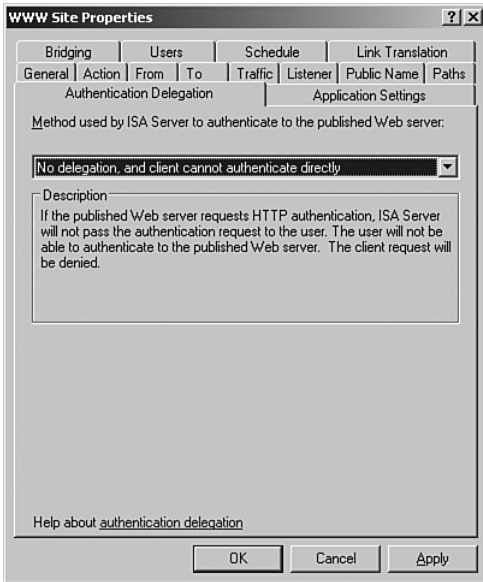 WWW Site Properties
Bridging Users Schedule Link Translation
General Action From To Traffic Listener Public Name Paths
Authentication Delegation Application Settings
Method used by ISA Server to authenticate to the published Web server:
No delegation, and client cannot authenticate directly
Description
If the published Web server requests HTTP authentication, ISA Server
will not pass the authentication request to the user. The user will not be
able to authenticate to the published Web server. The client request will
be denied.
Help about authentication delegation
OK Cancel Apply